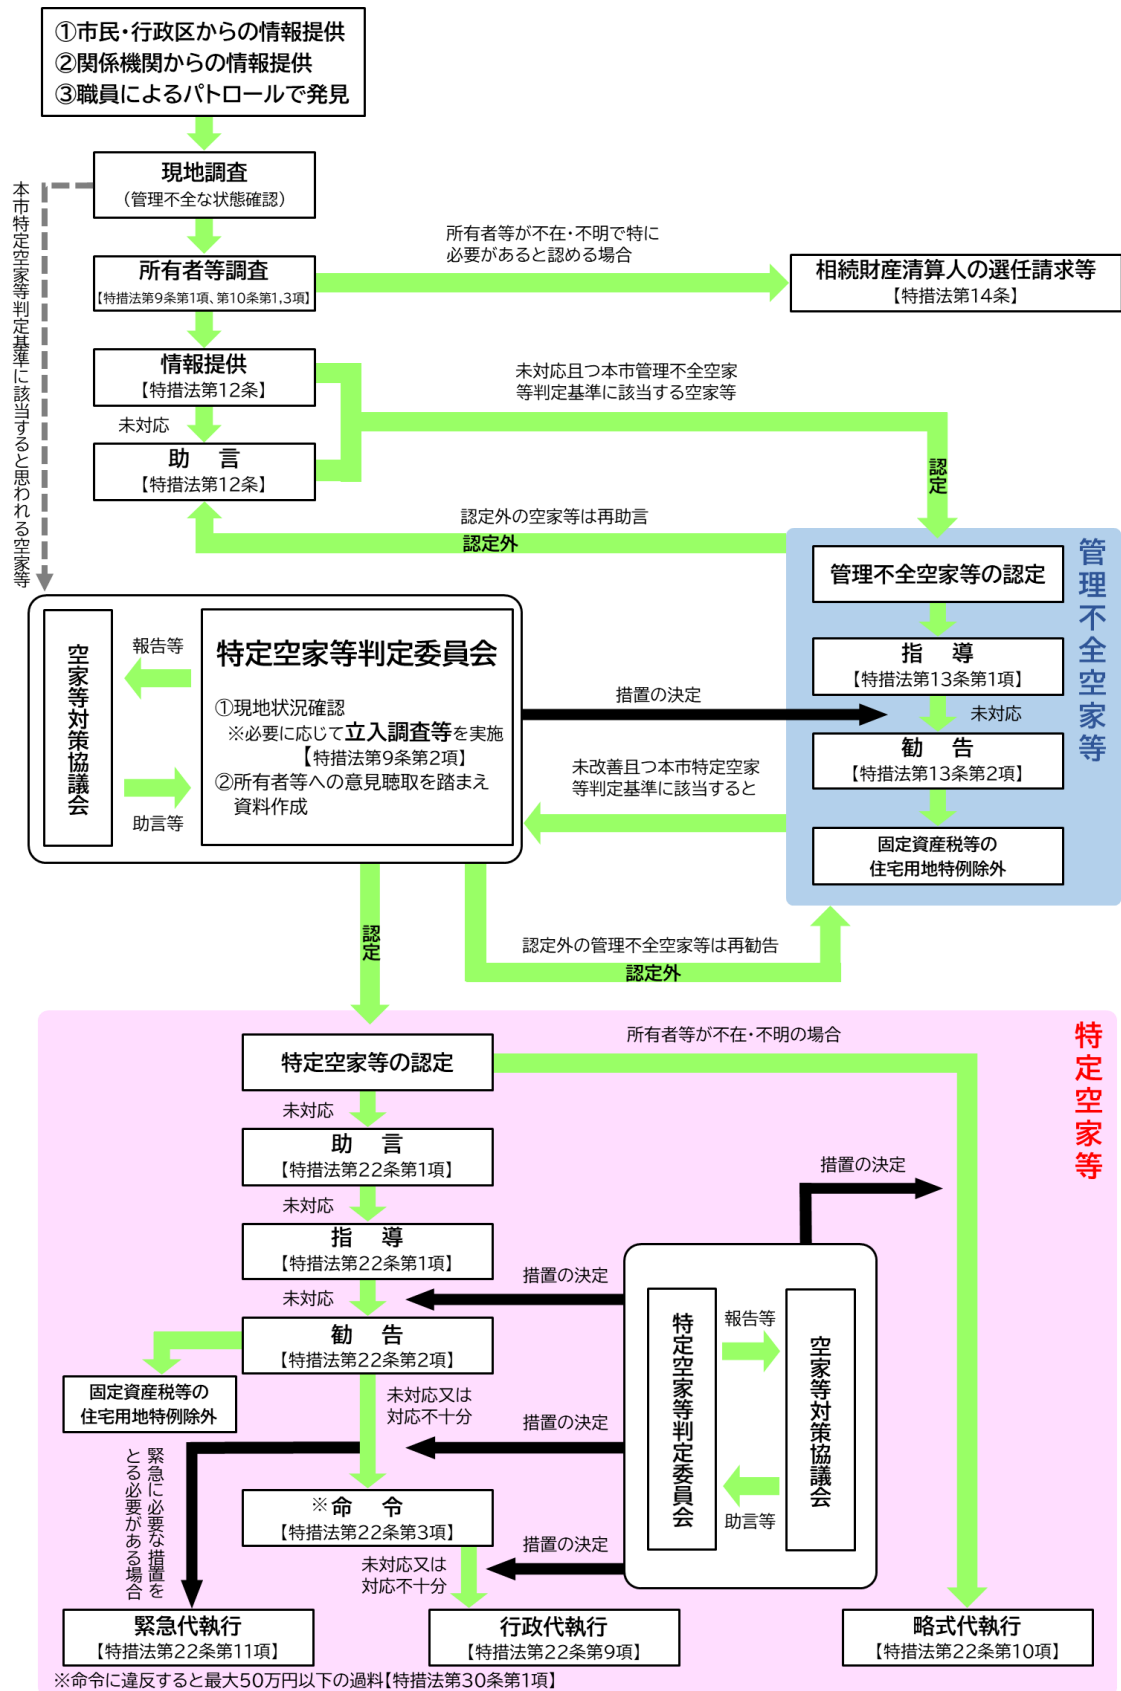 ①市民・行政区からの情報提供
②関係機関からの情報提供
③職員によるパトロールで発見
現地調査
（管理不全な状態確認）
本市特定空家等判定基準に該当すると思われる空家等
所有者等が不在・不明で特に
必要があると認める場合
所有者等調査
【特措法第9条第1項、第10条第1,3項】
相続財産清算人の選任請求等
【特措法第14条】
情報提供
【特措法第12条】
未対応且つ本市管理不全空家
等判定基準に該当する空家等
未対応
助　言
【特措法第12条】
認定
認定外の空家等は再助言
認定外
管理不全空家等
管理不全空家等の認定
指　導
【特措法第13条第1項】
未対応
勧　告
【特措法第13条第2項】
固定資産税等の
住宅用地特例除外
空家等対策協議会
報告等
助言等
特定空家等判定委員会
①現地状況確認
※必要に応じて立入調査等を実施
【特措法第9条第2項】
②所有者等への意見聴取を踏まえ
資料作成
措置の決定
未改善且つ本市特定空家
等判定基準に該当すると
認定
認定外の管理不全空家等は再勧告
認定外
特定空家等
所有者等が不在・不明の場合
特定空家等の認定
未対応
助　言
【特措法第22条第1項】
措置の決定
未対応
指　導
【特措法第22条第1項】
措置の決定
未対応
勧　告
【特措法第22条第2項】
固定資産税等の
住宅用地特例除外
特定空家等判定委員会
報告等
助言等
空家等対策協議会
未対応又は
対応不十分
措置の決定
緊急に必要な措置を
とる必要がある場合
※命　令
【特措法第22条第3項】
措置の決定
未対応又は
対応不十分
緊急代執行
【特措法第22条第11項】
行政代執行
【特措法第22条第9項】
略式代執行
【特措法第22条第10項】
※命令に違反すると最大50万円以下の過料【特措法第30条第1項】